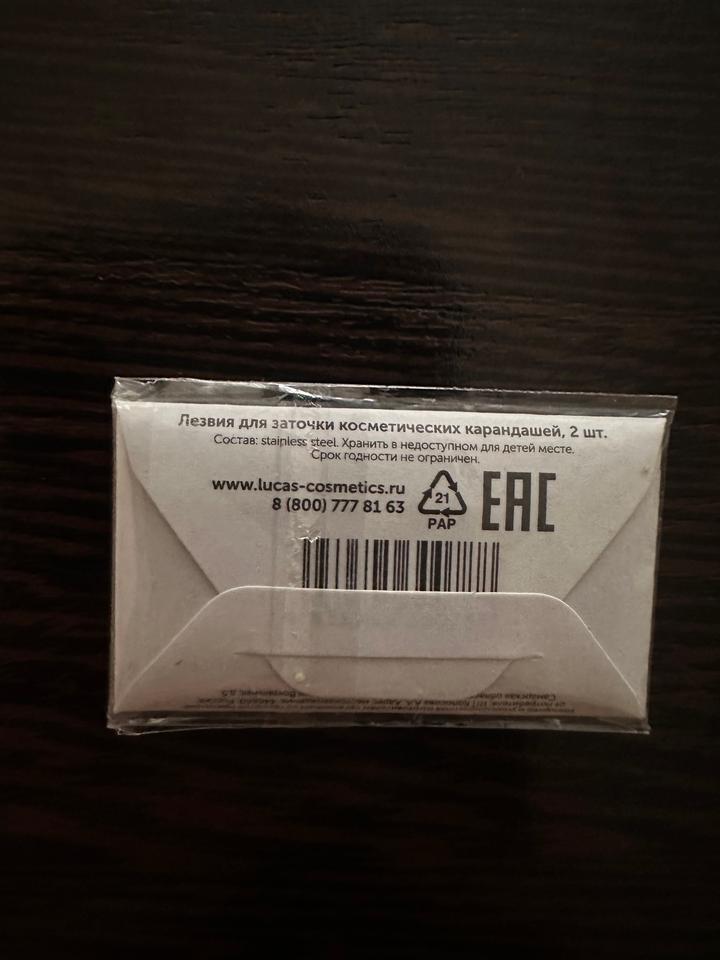 Лезвия для заточки косметических карандашей, 2 шт.
Состав: stainless steel. Хранить в недоступном для детей месте.
Срок годности не ограничен.
www.lucas-cosmetics.ru
8 (800) 777 81 63
21
PAP
EAC